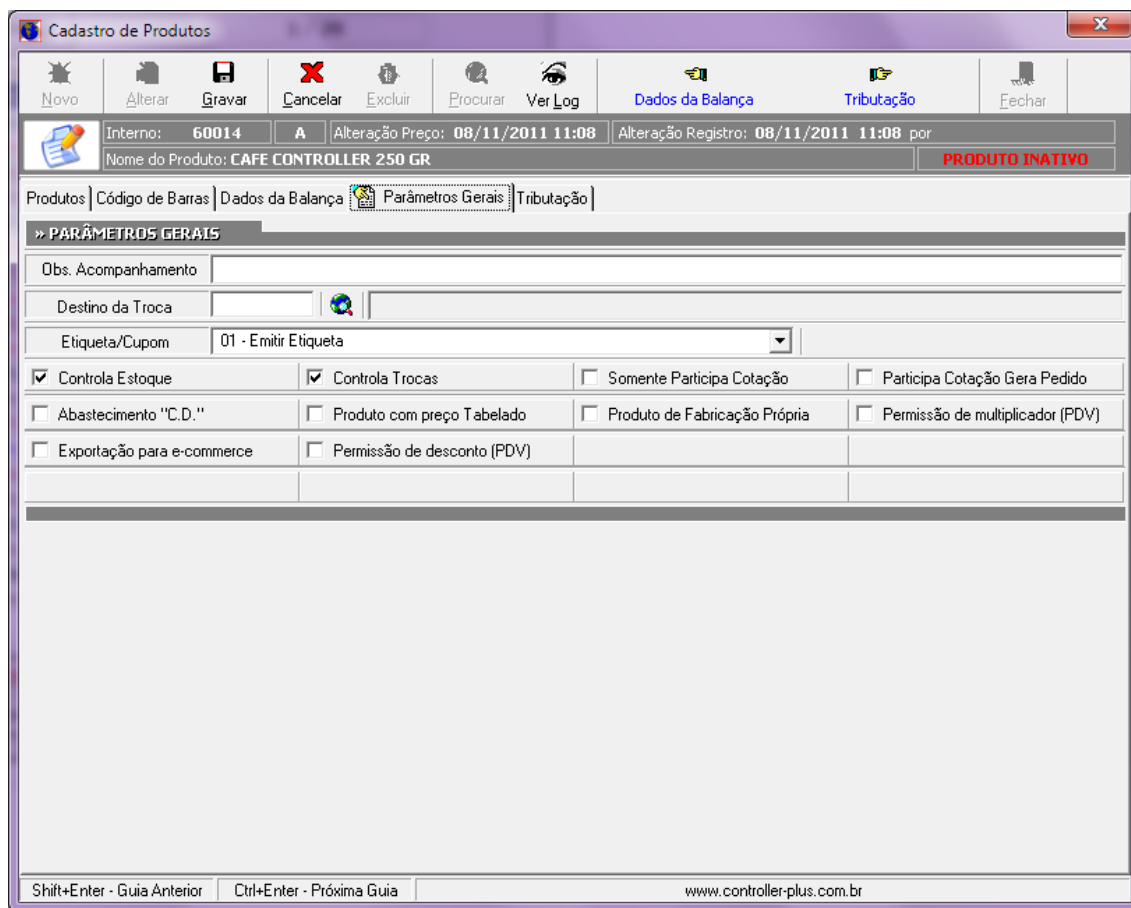 Cadastro de Produtos
Novo Alterar Gravar Cancelar Excluir Procurar Ver Log Dados da Balança Tributação Fechar
Interno: 60014 A Alteração Preço: 08/11/2011 11:08 Alteração Registro: 08/11/2011 11:08 por
Nome do Produto: CAFE CONTROLLER 250 GR PRODUTO INATIVO
Produtos Código de Barras Dados da Balança Parâmetros Gerais Tributação
» PARÂMETROS GERAIS
Obs. Acompanhamento
Destino da Troca
Etiqueta/Cupom 01 - Emitir Etiqueta
Controla Estoque Controla Trocas Somente Participa Cotação Participa Cotação Gera Pedido
Abastecimento "C.D." Produto com preço Tabelado Produto de Fabricação Própria Permissão de multiplicador (PDV)
Exportação para e-commerce Permissão de desconto (PDV)
Shift+Enter - Guia Anterior Ctrl+Enter - Próxima Guia www.controller-plus.com.br